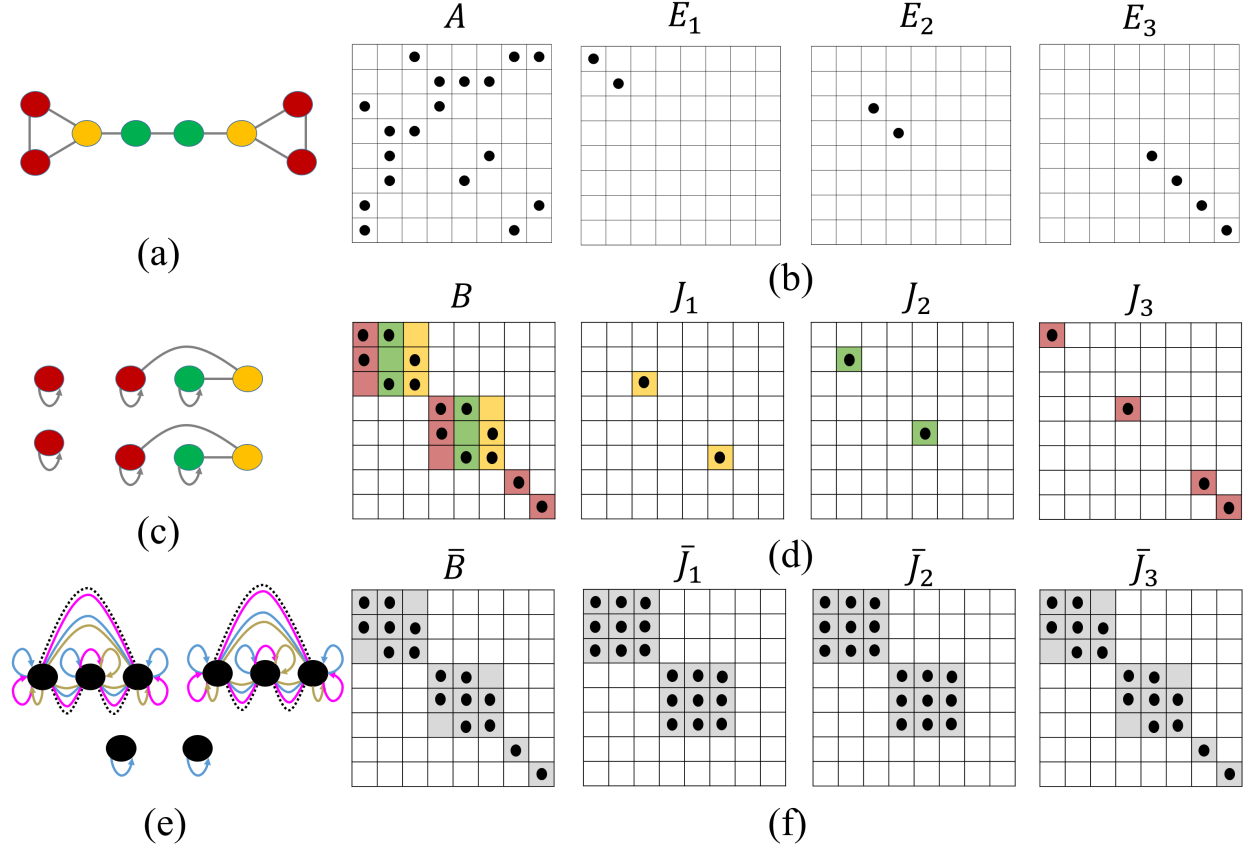 A E₁ E₂ E₃
(a)
(b)
B J₁ J₂ J₃
(c)
(d)
B̄ J̄₁ J̄₂ J̄₃
(e)
(f)